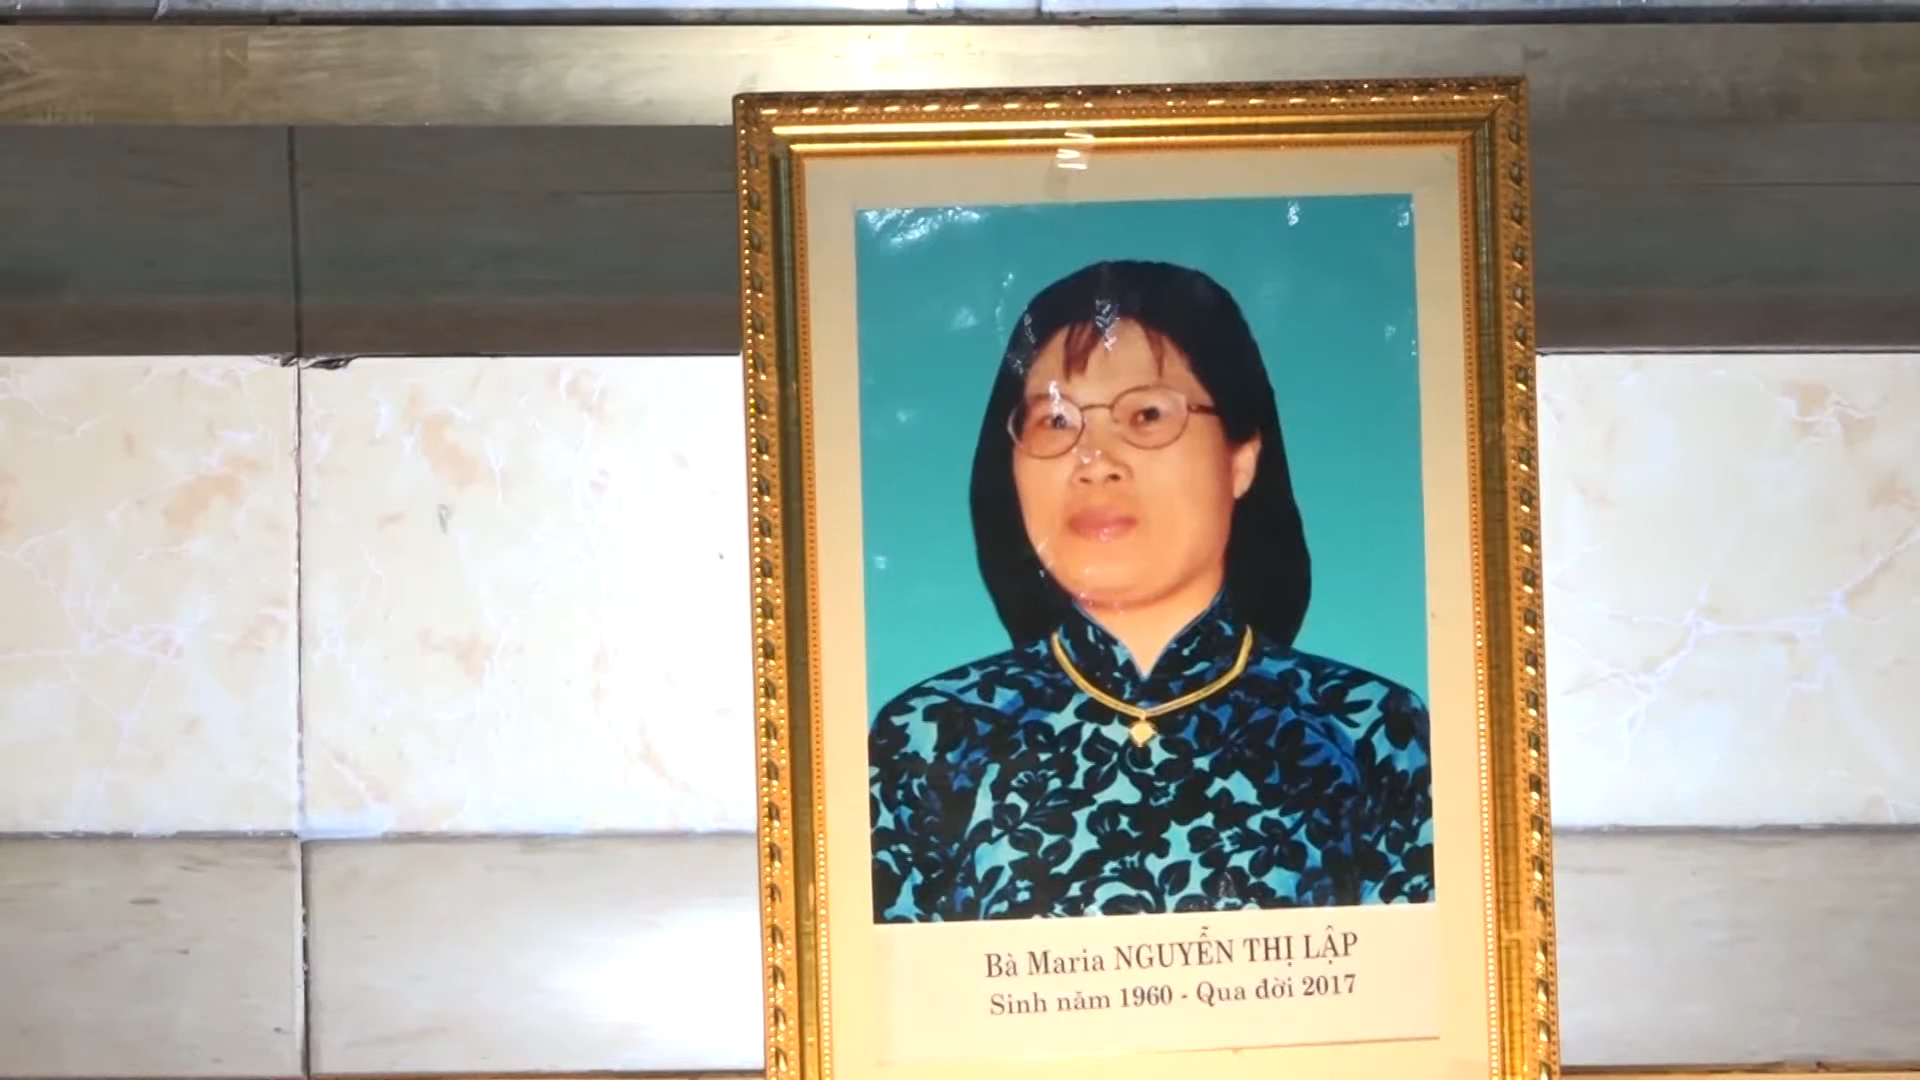 Bà Maria NGUYỄN THỊ LẬP
Sinh năm 1960 - Qua đời 2017